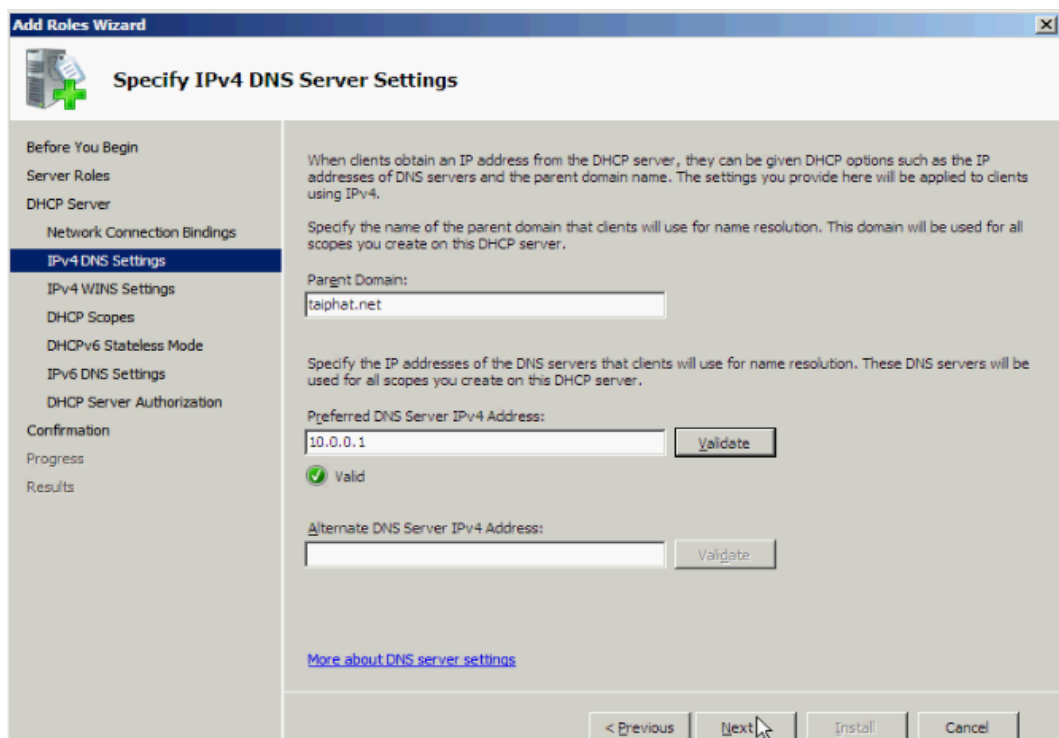 Add Roles Wizard
Specify IPv4 DNS Server Settings
Before You Begin
Server Roles
DHCP Server
Network Connection Bindings
IPv4 DNS Settings
IPv4 WINS Settings
DHCP Scopes
DHCPv6 Stateless Mode
IPv6 DNS Settings
DHCP Server Authorization
Confirmation
Progress
Results
When clients obtain an IP address from the DHCP server, they can be given DHCP options such as the IP
addresses of DNS servers and the parent domain name. The settings you provide here will be applied to clients
using IPv4.
Specify the name of the parent domain that clients will use for name resolution. This domain will be used for all
scopes you create on this DHCP server.
Parent Domain:
taiphat.net
Specify the IP addresses of the DNS servers that clients will use for name resolution. These DNS servers will be
used for all scopes you create on this DHCP server.
Preferred DNS Server IPv4 Address:
10.0.0.1
Validate
Valid
Alternate DNS Server IPv4 Address:
Validate
More about DNS server settings
< Previous
Next
Install
Cancel